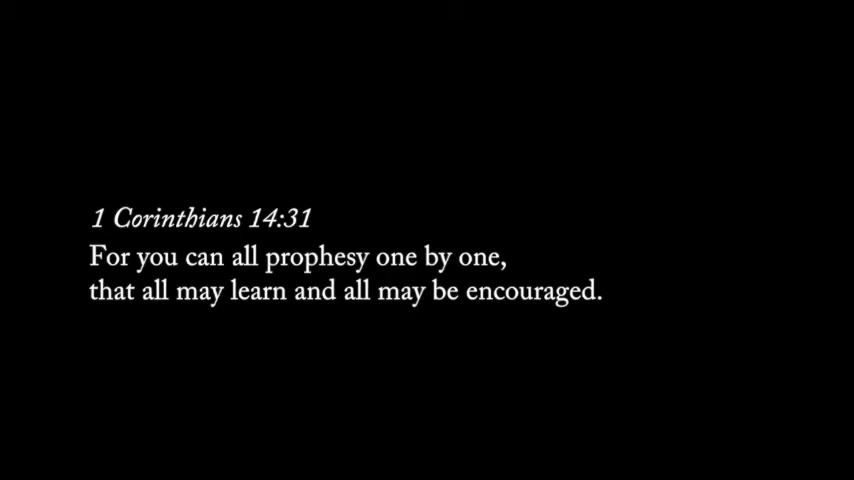 1 Corinthians 14:31
For you can all prophesy one by one,
that all may learn and all may be encouraged.